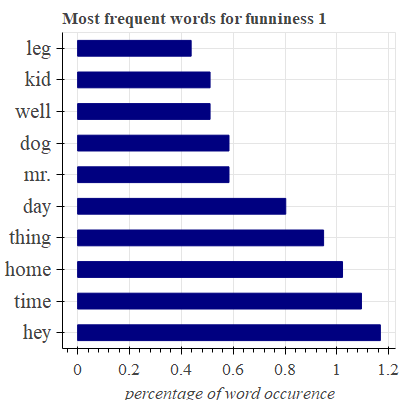 Most frequent words for funniness 1
leg
kid
well
dog
mr.
day
thing
home
time
hey
0 0.2 0.4 0.6 0.8 1 1.2
percentage of word occurence